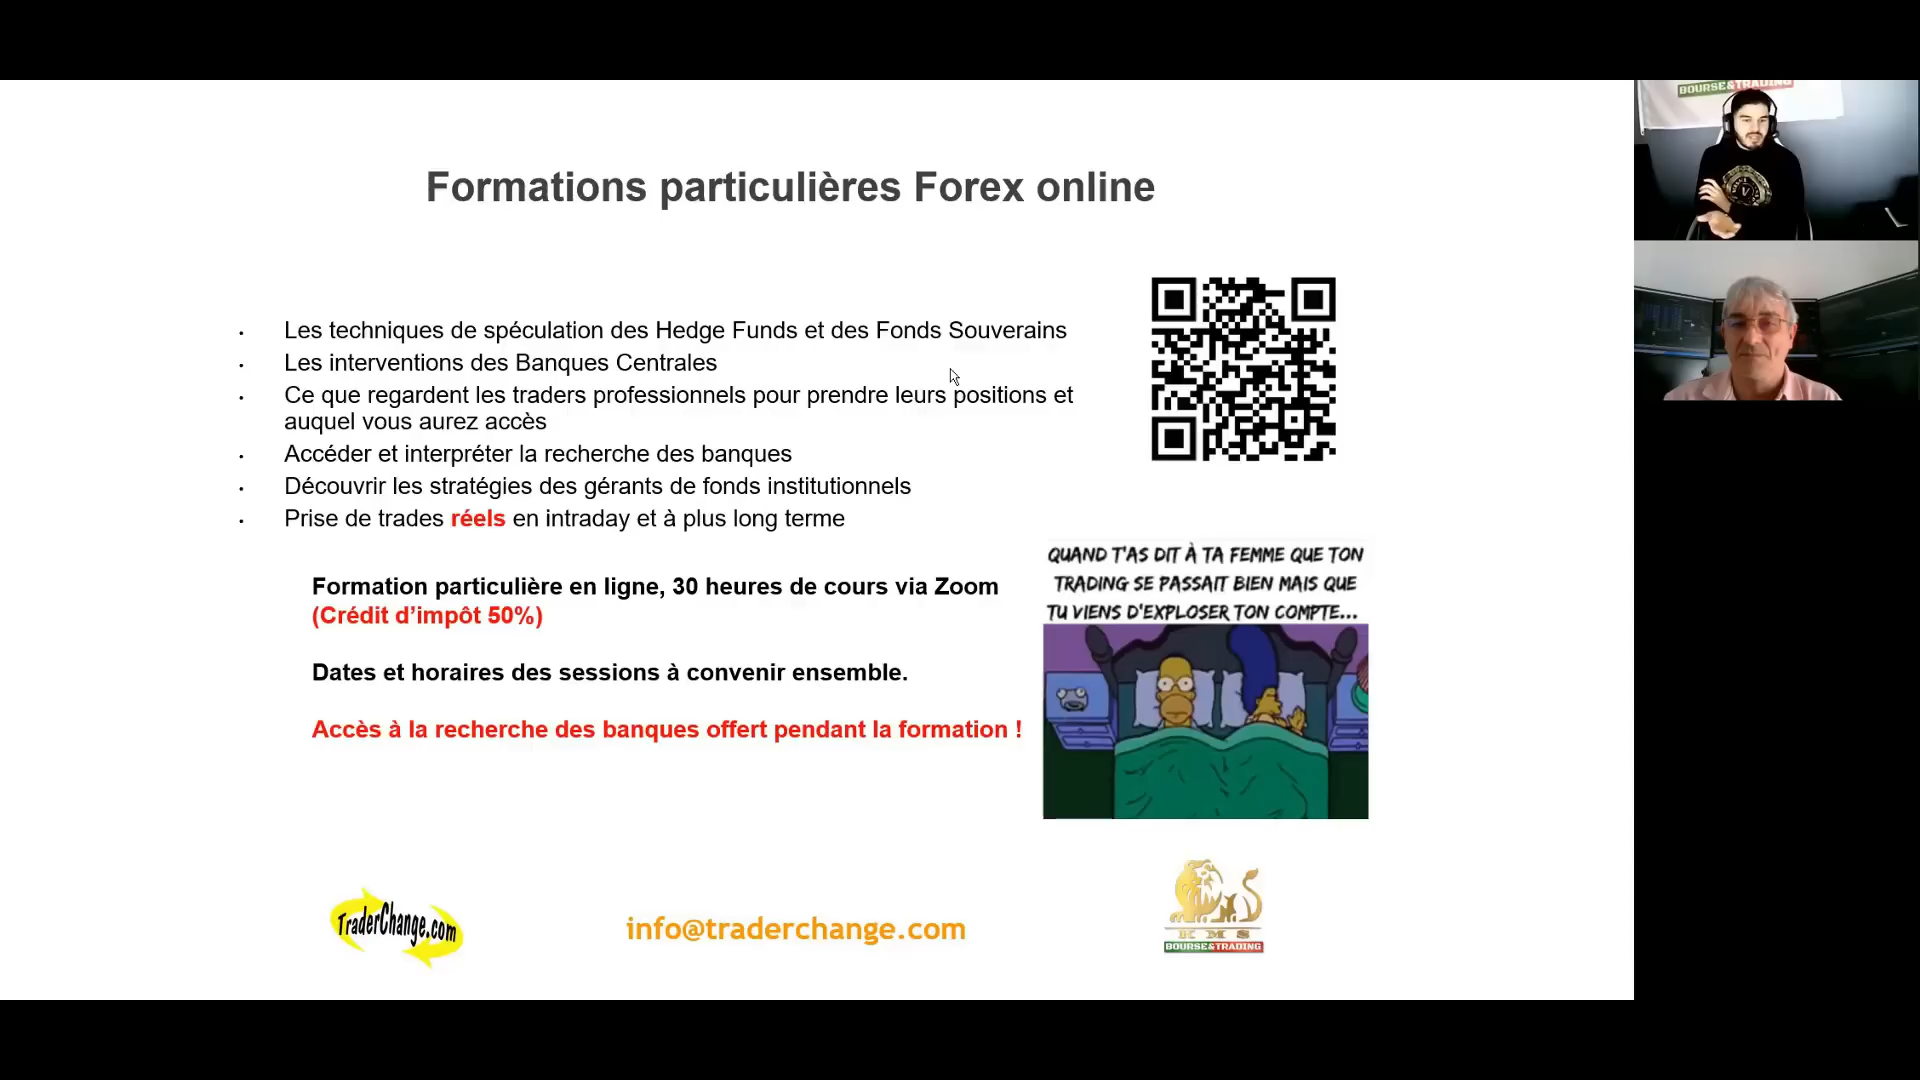 BOURSE&TRADING
Formations particulières Forex online
• Les techniques de spéculation des Hedge Funds et des Fonds Souverains
• Les interventions des Banques Centrales
• Ce que regardent les traders professionnels pour prendre leurs positions et
auquel vous aurez accès
• Accéder et interpréter la recherche des banques
• Découvrir les stratégies des gérants de fonds institutionnels
• Prise de trades réels en intraday et à plus long terme
Formation particulière en ligne, 30 heures de cours via Zoom
(Crédit d’impôt 50%)
Dates et horaires des sessions à convenir ensemble.
Accès à la recherche des banques offert pendant la formation !
QUAND T'AS DIT À TA FEMME QUE TON
TRADING SE PASSAIT BIEN MAIS QUE
TU VIENS D'EXPLOSER TON COMPTE...
TraderChange.com
info@traderchange.com
KMS
BOURSE&TRADING